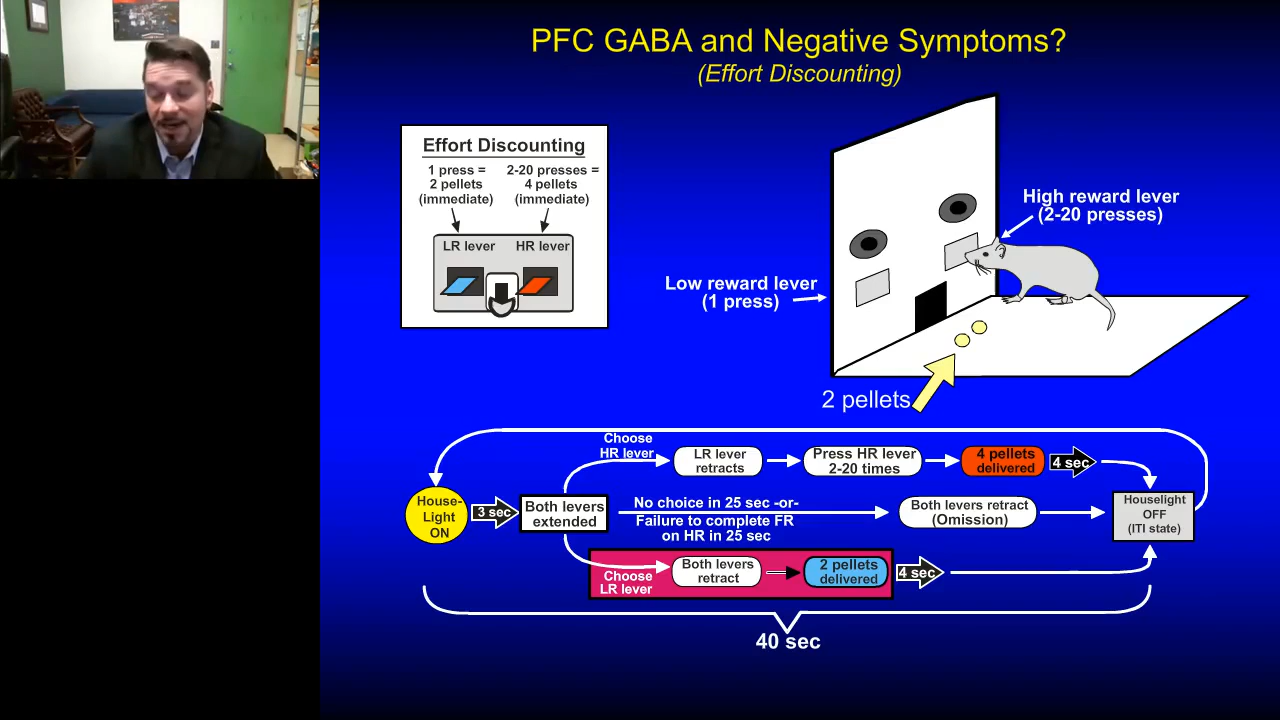 PFC GABA and Negative Symptoms?
(Effort Discounting)
Effort Discounting
1 press =
2 pellets
(immediate)
2-20 presses =
4 pellets
(immediate)
LR lever
HR lever
High reward lever
(2-20 presses)
Low reward lever
(1 press)
2 pellets
House-
Light
ON
3 sec
Both levers
extended
Choose
HR lever
LR lever
retracts
Press HR lever
2-20 times
4 pellets
delivered
4 sec
No choice in 25 sec -or-
Failure to complete FR
on HR in 25 sec
Both levers retract
(Omission)
Houselight
OFF
(ITI state)
Choose
LR lever
Both levers
retract
2 pellets
delivered
4 sec
40 sec